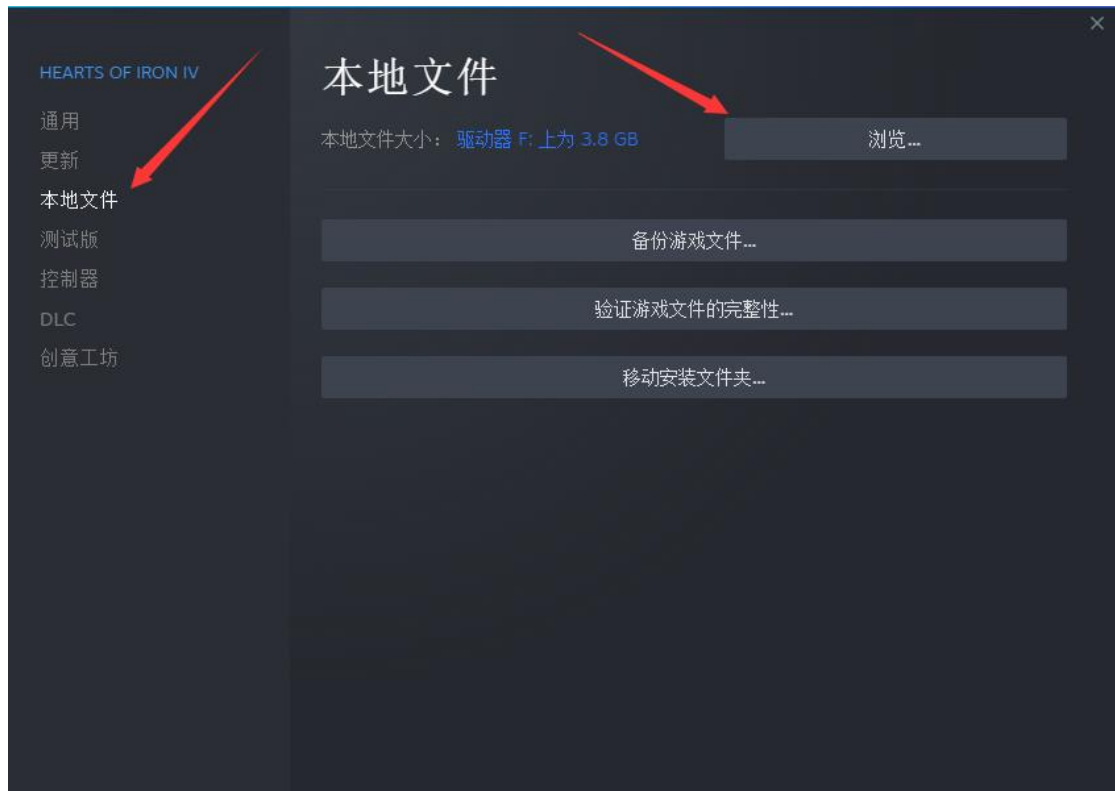 HEARTS OF IRON IV
通用
更新
本地文件
测试版
控制器
DLC
创意工坊
本地文件
本地文件大小： 驱动器 F: 上为 3.8 GB
浏览...
备份游戏文件...
验证游戏文件的完整性...
移动安装文件夹...